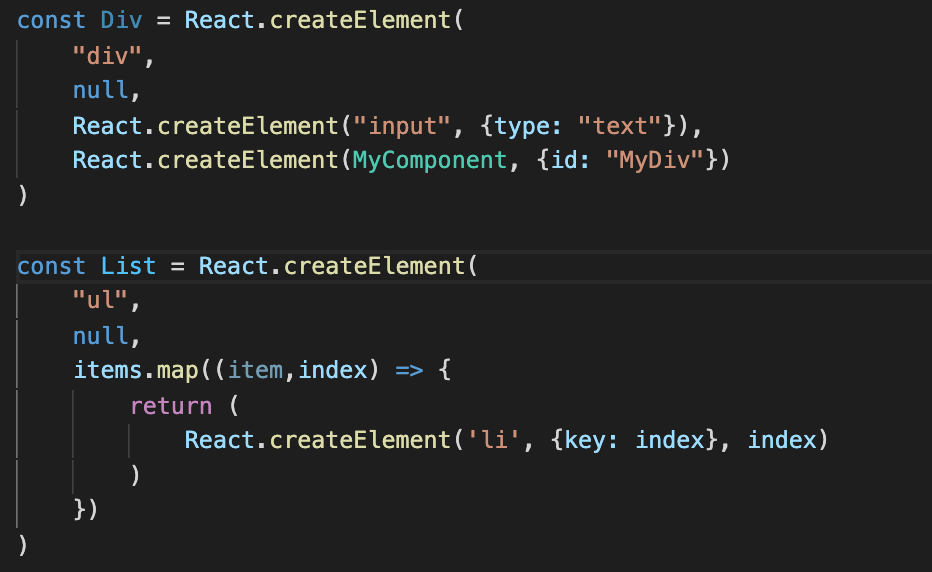 const Div = React.createElement(
    "div",
    null,
    React.createElement("input", {type: "text"}),
    React.createElement(MyComponent, {id: "MyDiv"})
)

const List = React.createElement(
    "ul",
    null,
    items.map((item,index) => {
        return (
            React.createElement('li', {key: index}, index)
        )
    })
)